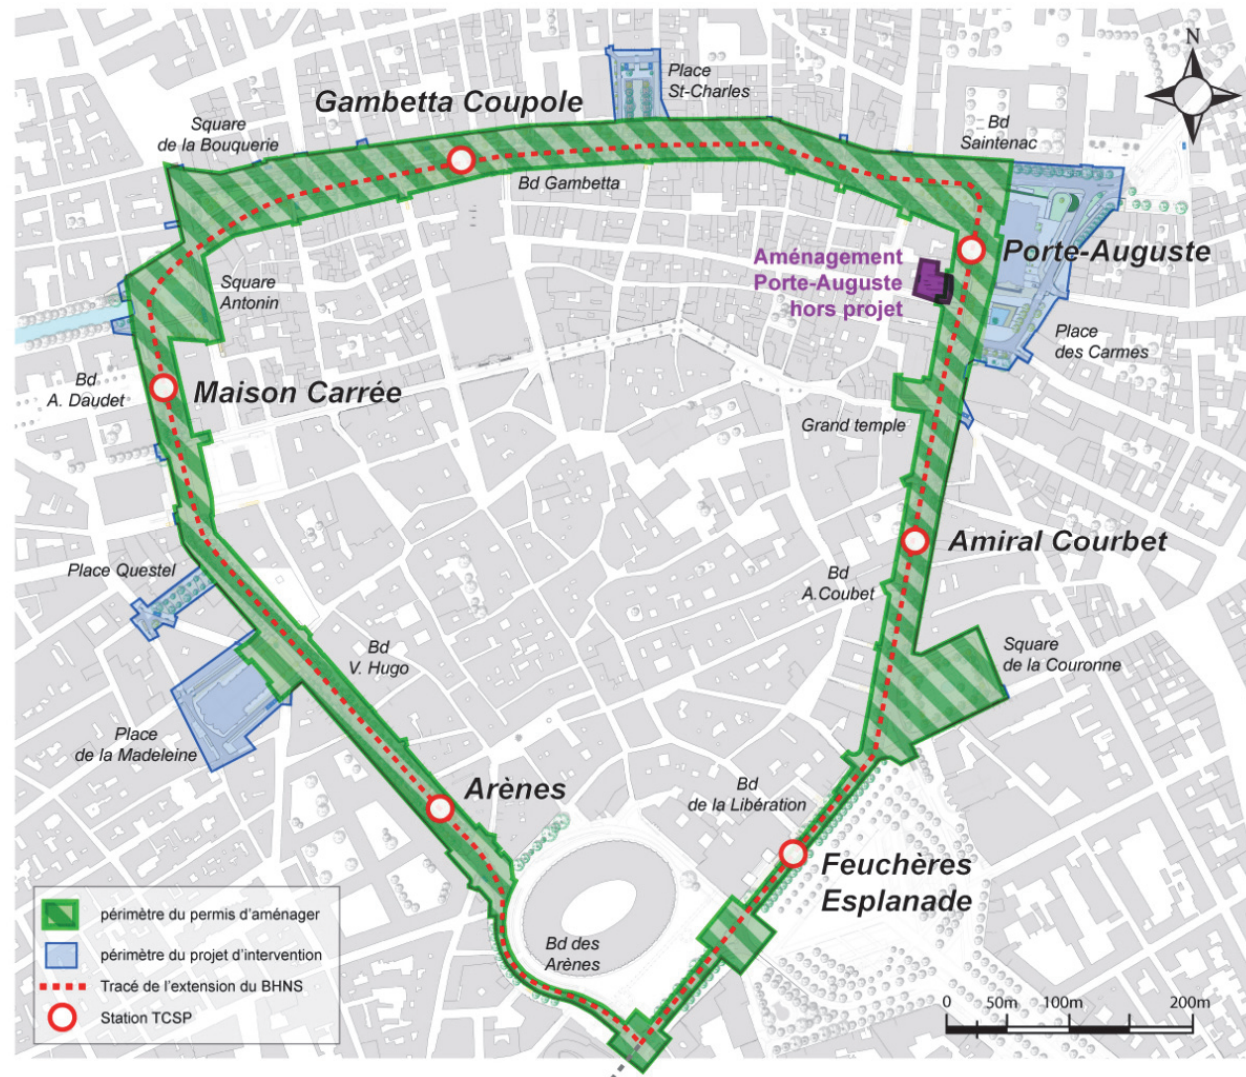 N
Place
St-Charles
Gambetta Coupole
Square
de la Bouquerie
Bd
Saintenac
Bd Gambetta
Aménagement
Porte-Auguste
hors projet
Porte-Auguste
Square
Antonin
Place
des Carmes
Bd
A. Daudet
Maison Carrée
Grand temple
Amiral Courbet
Place Questel
Bd
A.Coubet
Bd
V. Hugo
Square
de la Couronne
Place
de la Madeleine
Arènes
Bd
de la Libération
Feuchères
Esplanade
Bd des
Arènes
périmètre du permis d'aménager
périmètre du projet d'intervention
Tracé de l'extension du BHNS
Station TCSP
0 50m 100m 200m